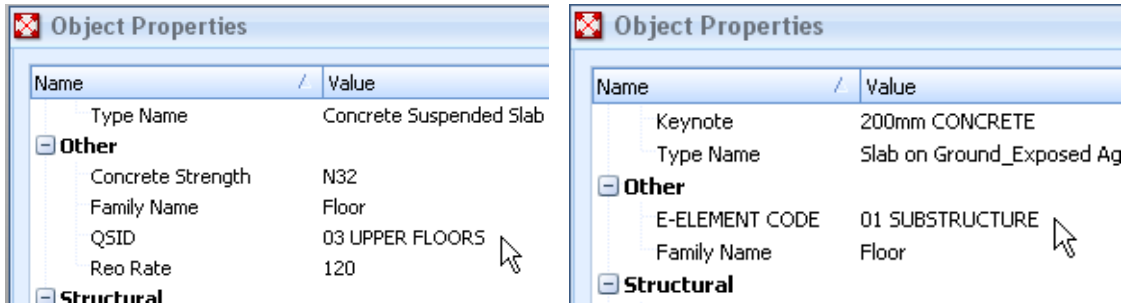 Object Properties
Name Value
Type Name Concrete Suspended Slab
Other
Concrete Strength N32
Family Name Floor
QSID 03 UPPER FLOORS
Reo Rate 120
Structural
Object Properties
Name Value
Keynote 200mm CONCRETE
Type Name Slab on Ground_Exposed Ag
Other
E-ELEMENT CODE 01 SUBSTRUCTURE
Family Name Floor
Structural